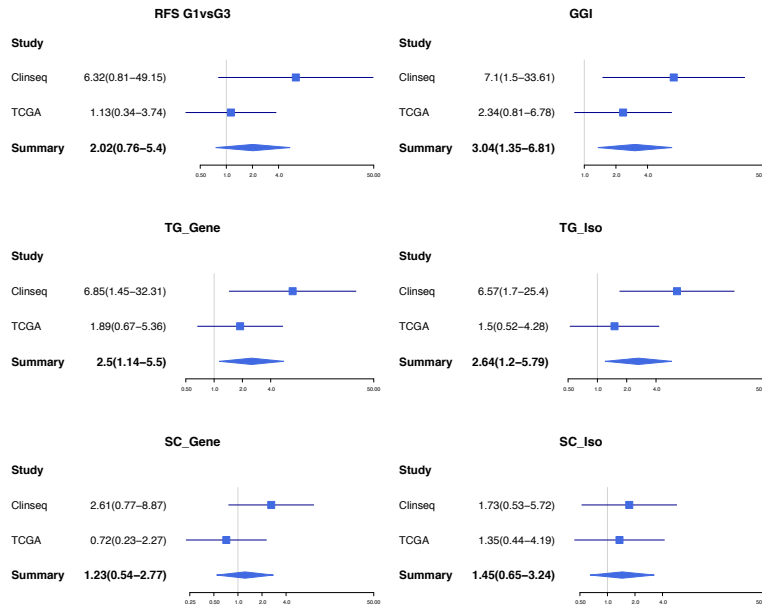 RFS G1vsG3
Study
Clinseq 6.32(0.81−49.15)
TCGA 1.13(0.34−3.74)
Summary 2.02(0.76−5.4)
0.50 1.0 2.0 4.0 50.00
GGI
Study
Clinseq 7.1(1.5−33.61)
TCGA 2.34(0.81−6.78)
Summary 3.04(1.35−6.81)
1.0 2.0 4.0 50
TG_Gene
Study
Clinseq 6.85(1.45−32.31)
TCGA 1.89(0.67−5.36)
Summary 2.5(1.14−5.5)
0.50 1.0 2.0 4.0 50.00
TG_Iso
Study
Clinseq 6.57(1.7−25.4)
TCGA 1.5(0.52−4.28)
Summary 2.64(1.2−5.79)
0.50 1.0 2.0 4.0 50
SC_Gene
Study
Clinseq 2.61(0.77−8.87)
TCGA 0.72(0.23−2.27)
Summary 1.23(0.54−2.77)
0.25 0.50 1.0 2.0 4.0 50.00
SC_Iso
Study
Clinseq 1.73(0.53−5.72)
TCGA 1.35(0.44−4.19)
Summary 1.45(0.65−3.24)
0.50 1.0 2.0 4.0 50